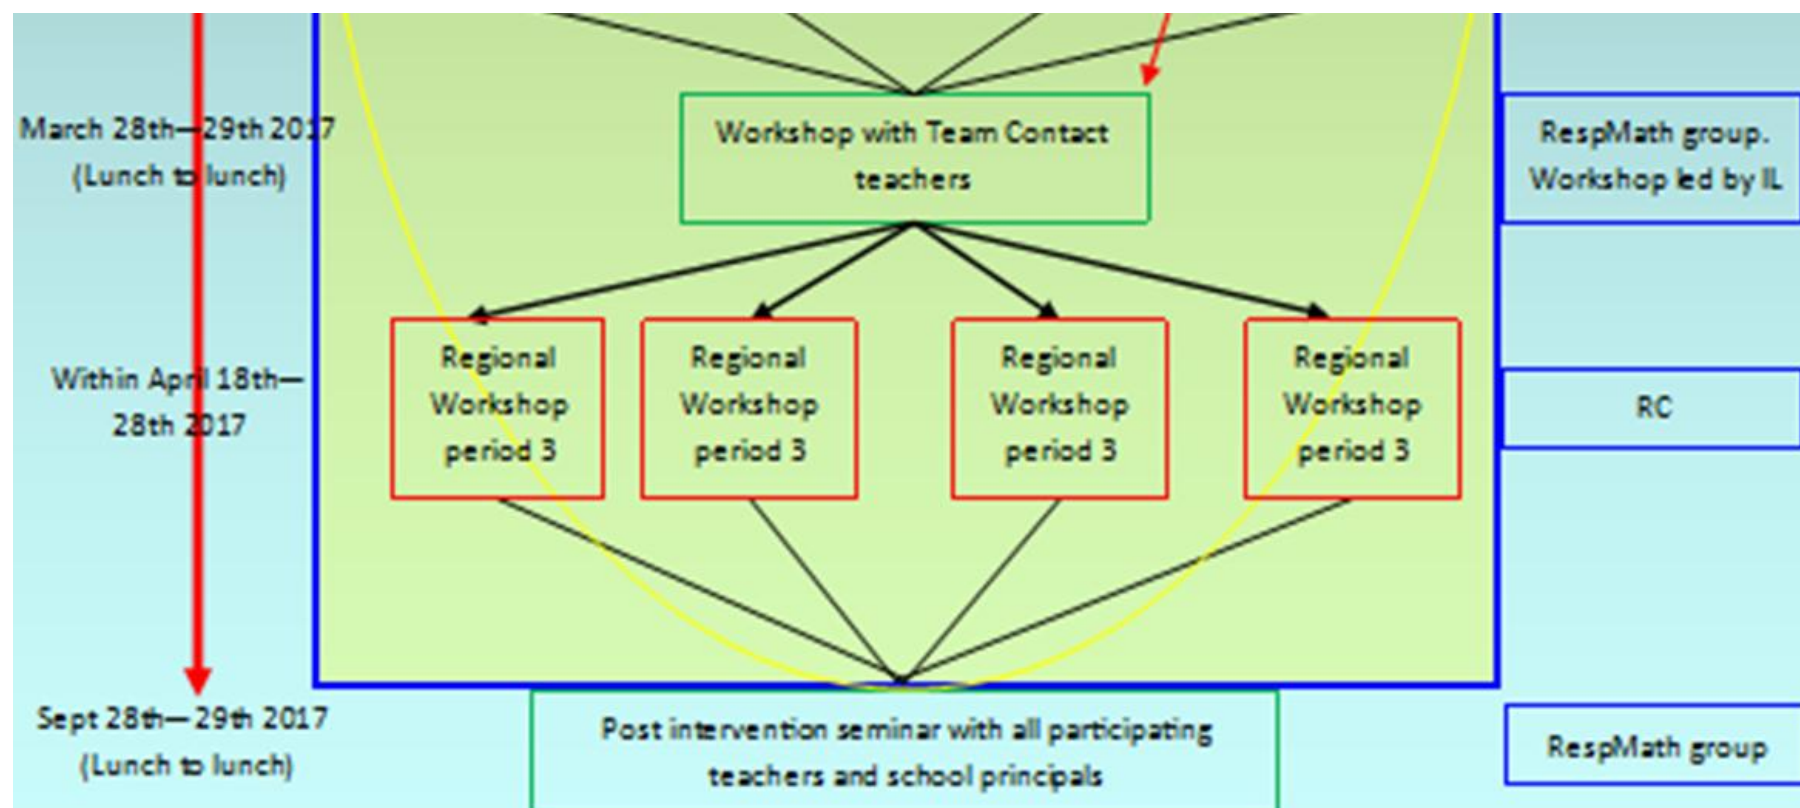 March 28th—29th 2017
(Lunch to lunch)
Workshop with Team Contact
teachers
RespMath group.
Workshop led by IL
Within April 18th—
28th 2017
Regional
Workshop
period 3
Regional
Workshop
period 3
Regional
Workshop
period 3
Regional
Workshop
period 3
RC
Sept 28th—29th 2017
(Lunch to lunch)
Post intervention seminar with all participating
teachers and school principals
RespMath group